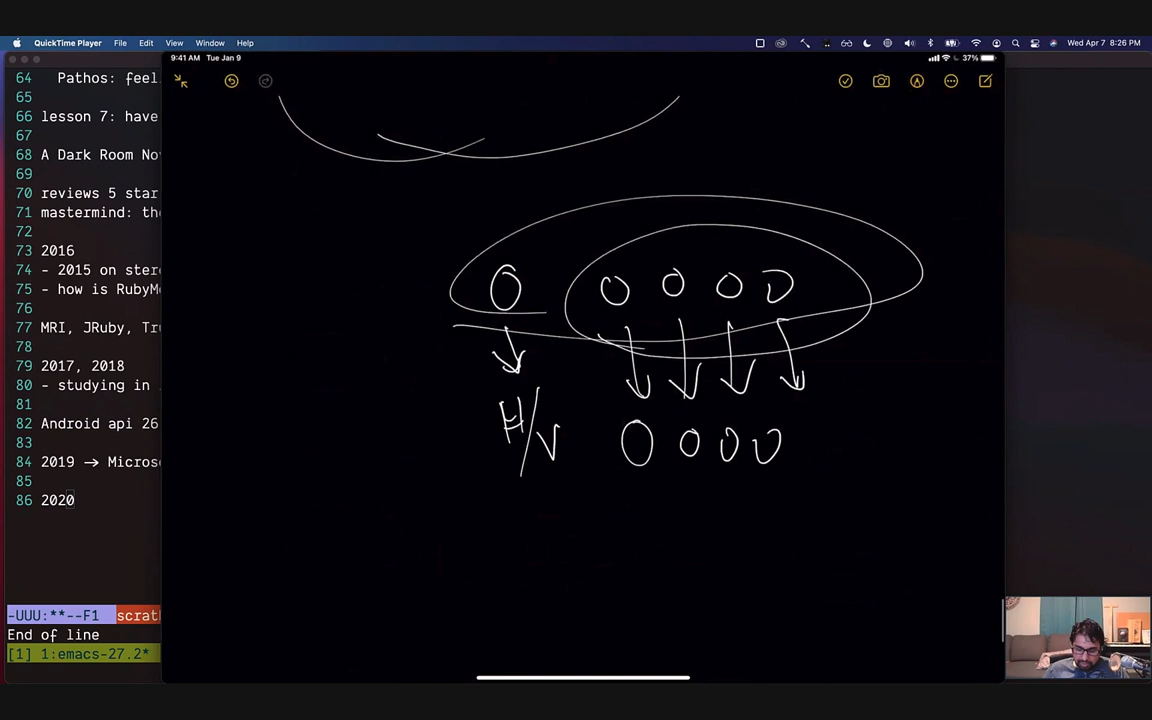 QuickTime Player File Edit View Window Help Wed Apr 7 8:26 PM
9:41 AM Tue Jan 9 37%
64 Pathos: feel
65
66 lesson 7: have
67
68 A Dark Room No
69
70 reviews 5 star
71 mastermind: the
72
73 2016
74 - 2015 on ster
75 - how is RubyM
76
77 MRI, JRuby, Tr
78
79 2017, 2018
80 - studying in
81
82 Android api 26
83
84 2019 -> Micros
85
86 2020
O O O O D
H/V O O O O
-UUU:**--F1 scrat
End of line
[1] 1:emacs-27.2*